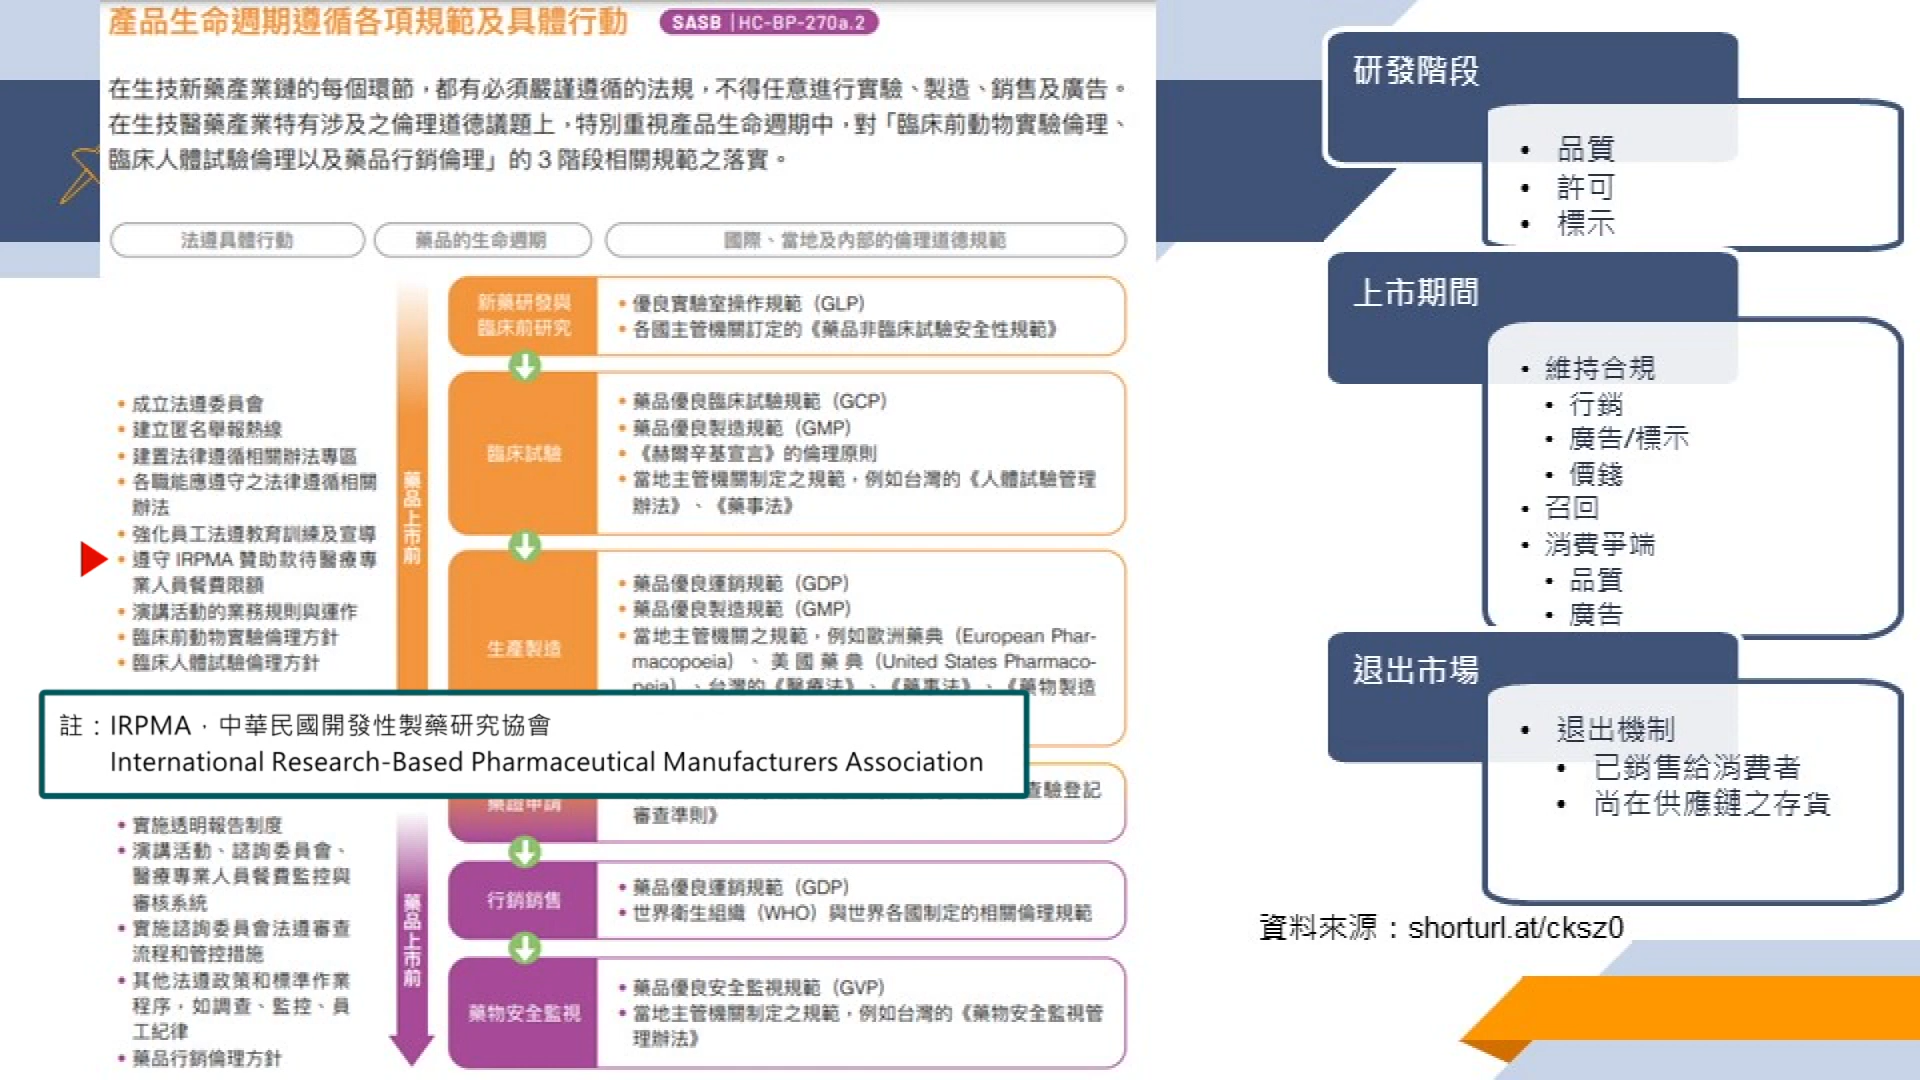 產品生命週期遵循各項規範及具體行動
SASB | HC-BP-270a.2
在生技新藥產業鏈的每個環節，都有必須嚴謹遵循的法規，不得任意進行實驗、製造、銷售及廣告。
在生技醫藥產業特有涉及之倫理道德議題上，特別重視產品生命週期中，對「臨床前動物實驗倫理、
臨床人體試驗倫理以及藥品行銷倫理」的 3 階段相關規範之落實。
法遵具體行動
藥品的生命週期
國際、當地及內部的倫理道德規範
• 成立法遵委員會
• 建立匿名舉報熱線
• 建置法律遵循相關辦法專區
• 各職能應遵守之法律遵循相關
辦法
• 強化員工法遵教育訓練及宣導
• 遵守 IRPMA 贊助款待醫療專
業人員餐費限額
• 演講活動的業務規則與運作
• 臨床前動物實驗倫理方針
• 臨床人體試驗倫理方針
藥品上市前
新藥研發與
臨床前研究
• 優良實驗室操作規範（GLP）
• 各國主管機關訂定的《藥品非臨床試驗安全性規範》
臨床試驗
• 藥品優良臨床試驗規範（GCP）
• 藥品優良製造規範（GMP）
• 《赫爾辛基宣言》的倫理原則
• 當地主管機關制定之規範，例如台灣的《人體試驗管理
辦法》、《藥事法》
生產製造
• 藥品優良運銷規範（GDP）
• 藥品優良製造規範（GMP）
• 當地主管機關之規範，例如歐洲藥典（European Phar-
macopoeia）、美國藥典（United States Pharmaco-
peia）、台灣的《醫療法》、《藥事法》、《藥物製造
註：IRPMA，中華民國開發性製藥研究協會
International Research-Based Pharmaceutical Manufacturers Association
藥證申請
查驗登記
審查準則》
• 實施透明報告制度
• 演講活動、諮詢委員會、
醫療專業人員餐費監控與
審核系統
• 實施諮詢委員會法遵審查
流程和管控措施
• 其他法遵政策和標準作業
程序，如調查、監控、員
工紀律
• 藥品行銷倫理方針
藥品上市前
行銷銷售
• 藥品優良運銷規範（GDP）
• 世界衛生組織（WHO）與世界各國制定的相關倫理規範
藥物安全監視
• 藥品優良安全監視規範（GVP）
• 當地主管機關制定之規範，例如台灣的《藥物安全監視管
理辦法》
研發階段
• 品質
• 許可
• 標示
上市期間
• 維持合規
• 行銷
• 廣告/標示
• 價錢
• 召回
• 消費爭端
• 品質
• 廣告
退出市場
• 退出機制
• 已銷售給消費者
• 尚在供應鏈之存貨
資料來源：shorturl.at/cksz0